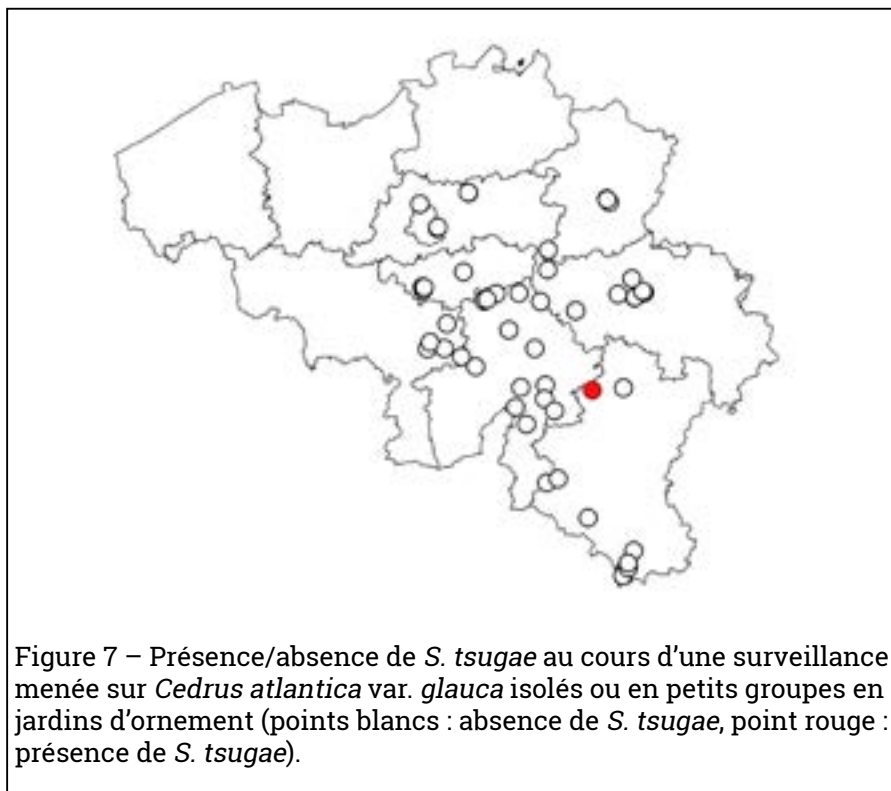 Figure 7 – Présence/absence de S. tsugae au cours d’une surveillance
menée sur Cedrus atlantica var. glauca isolés ou en petits groupes en
jardins d’ornement (points blancs : absence de S. tsugae, point rouge :
présence de S. tsugae).